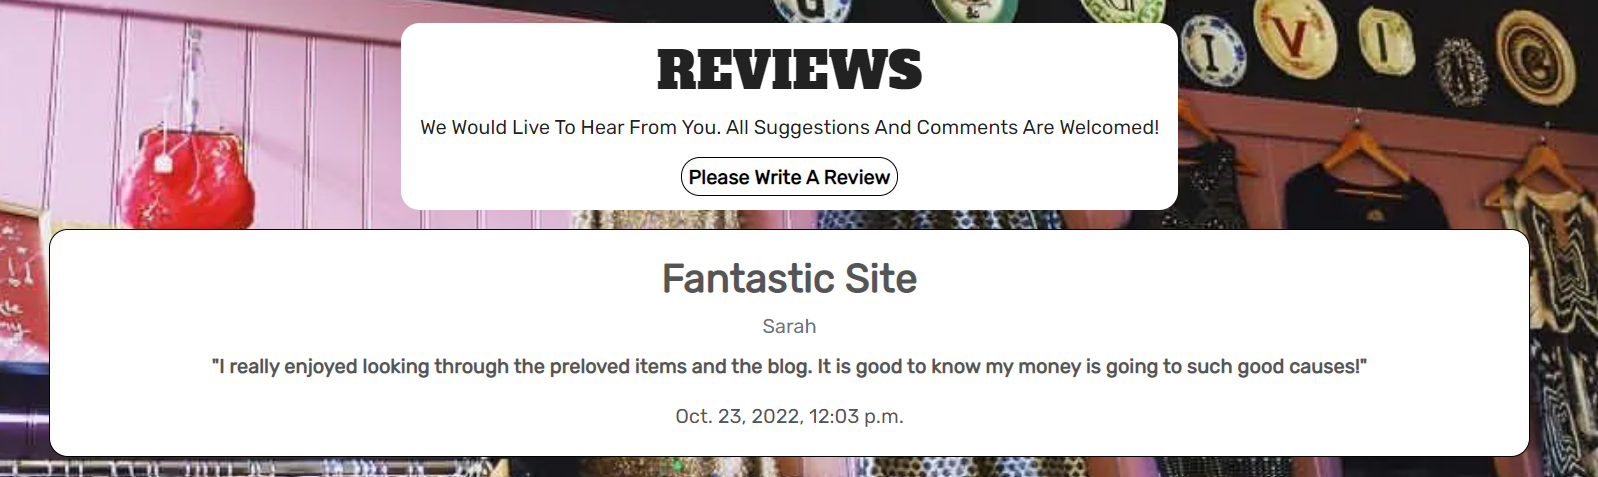 G & G
I V I N G
REVIEWS
We Would Live To Hear From You. All Suggestions And Comments Are Welcomed!
Please Write A Review
Fantastic Site
Sarah
"I really enjoyed looking through the preloved items and the blog. It is good to know my money is going to such good causes!"
Oct. 23, 2022, 12:03 p.m.